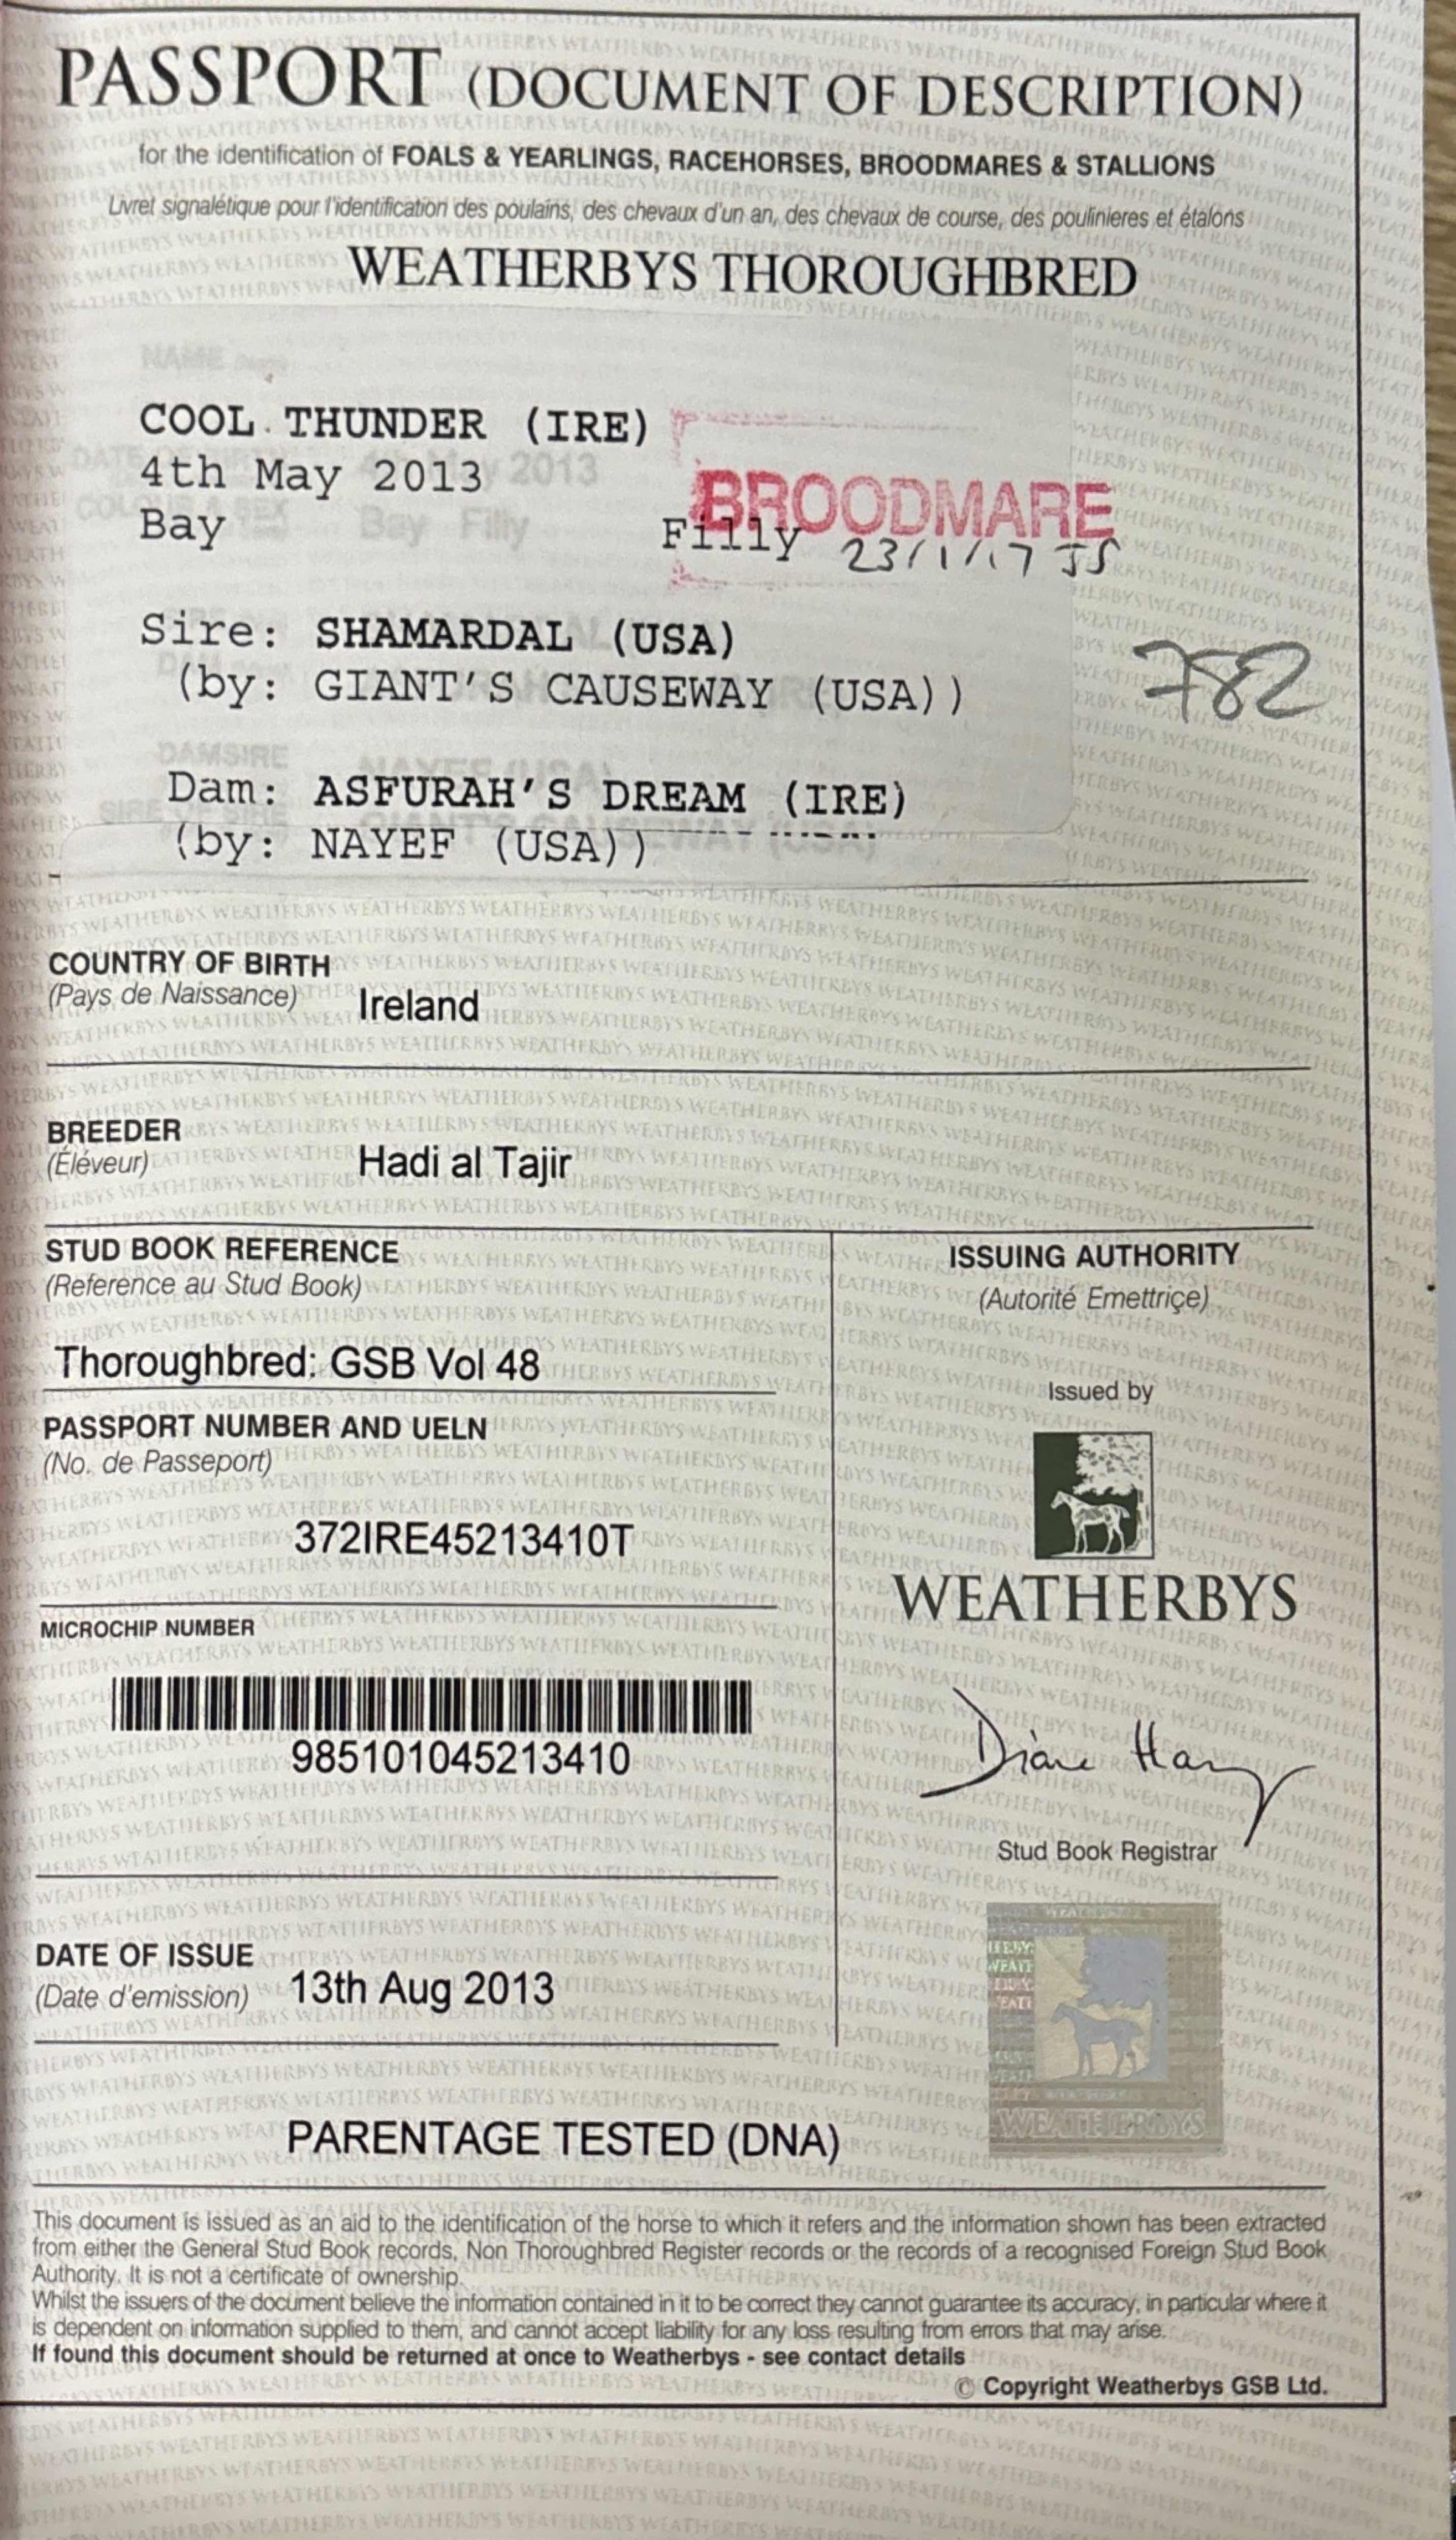 PASSPORT (DOCUMENT OF DESCRIPTION)
for the identification of FOALS & YEARLINGS, RACEHORSES, BROODMARES & STALLIONS
Livret signalétique pour l'identification des poulains, des chevaux d'un an, des chevaux de course, des poulinieres et étalons
WEATHERBYS THOROUGHBRED
NAME
COOL THUNDER (IRE)
4th May 2013
Bay Filly
BROODMARE
23/1/17 JS
Sire: SHAMARDAL (USA)
(by: GIANT'S CAUSEWAY (USA))
782
Dam: ASFURAH'S DREAM (IRE)
(by: NAYEF (USA))
COUNTRY OF BIRTH
(Pays de Naissance)
Ireland
BREEDER
(Éléveur)
Hadi al Tajir
STUD BOOK REFERENCE
(Reference au Stud Book)
Thoroughbred: GSB Vol 48
PASSPORT NUMBER AND UELN
(No. de Passeport)
372IRE45213410T
MICROCHIP NUMBER
985101045213410
DATE OF ISSUE
(Date d'emission)
13th Aug 2013
ISSUING AUTHORITY
(Autorité Emettriçe)
Issued by
WEATHERBYS
Stud Book Registrar
WEATHERBYS
PARENTAGE TESTED (DNA)
This document is issued as an aid to the identification of the horse to which it refers and the information shown has been extracted
from either the General Stud Book records, Non Thoroughbred Register records or the records of a recognised Foreign Stud Book
Authority. It is not a certificate of ownership.
Whilst the issuers of the document believe the information contained in it to be correct they cannot guarantee its accuracy, in particular where it
is dependent on information supplied to them, and cannot accept liability for any loss resulting from errors that may arise.
If found this document should be returned at once to Weatherbys - see contact details
© Copyright Weatherbys GSB Ltd.